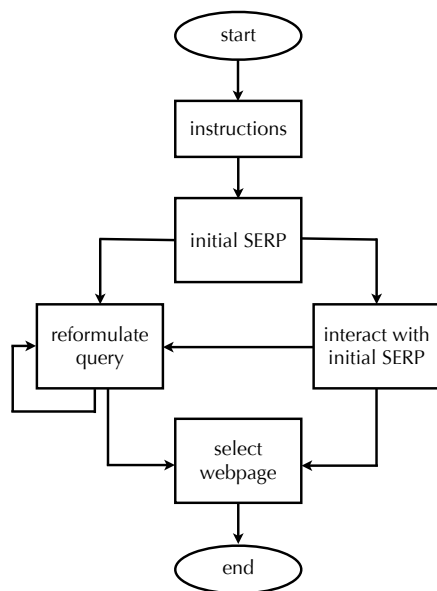 start
instructions
initial SERP
reformulate
query
interact with
initial SERP
select
webpage
end